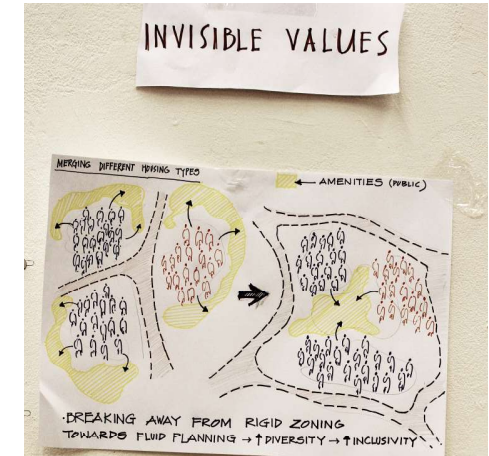 INVISIBLE VALUES
MERGING DIFFERENT HOUSING TYPES
← AMENITIES (PUBLIC)
·BREAKING AWAY FROM RIGID ZONING
TOWARDS FLUID PLANNING → ↑ DIVERSITY → ↑ INCLUSIVITY